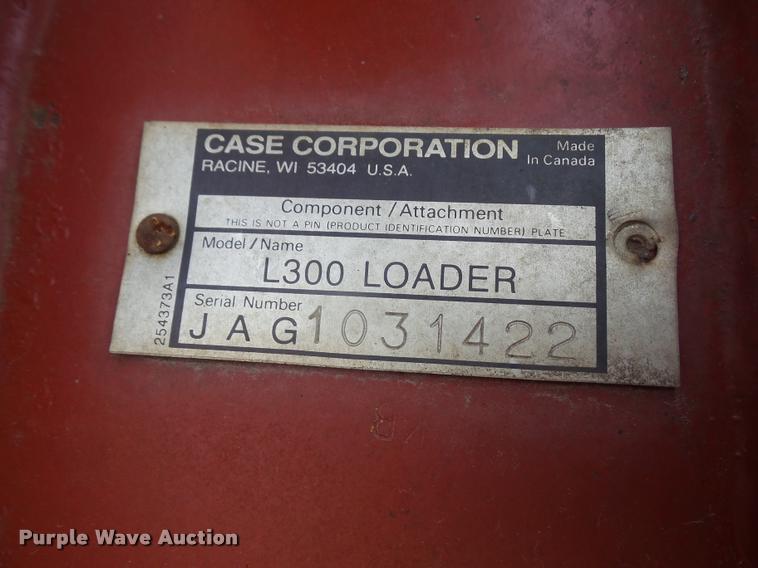 CASE CORPORATION
Made
In Canada
RACINE, WI 53404 U.S.A.
Component/Attachment
THIS IS NOT A PIN (PRODUCT IDENTIFICATION NUMBER) PLATE
Model/Name
L300 LOADER
Serial Number
JAG1031422
254373A1
Purple Wave Auction®